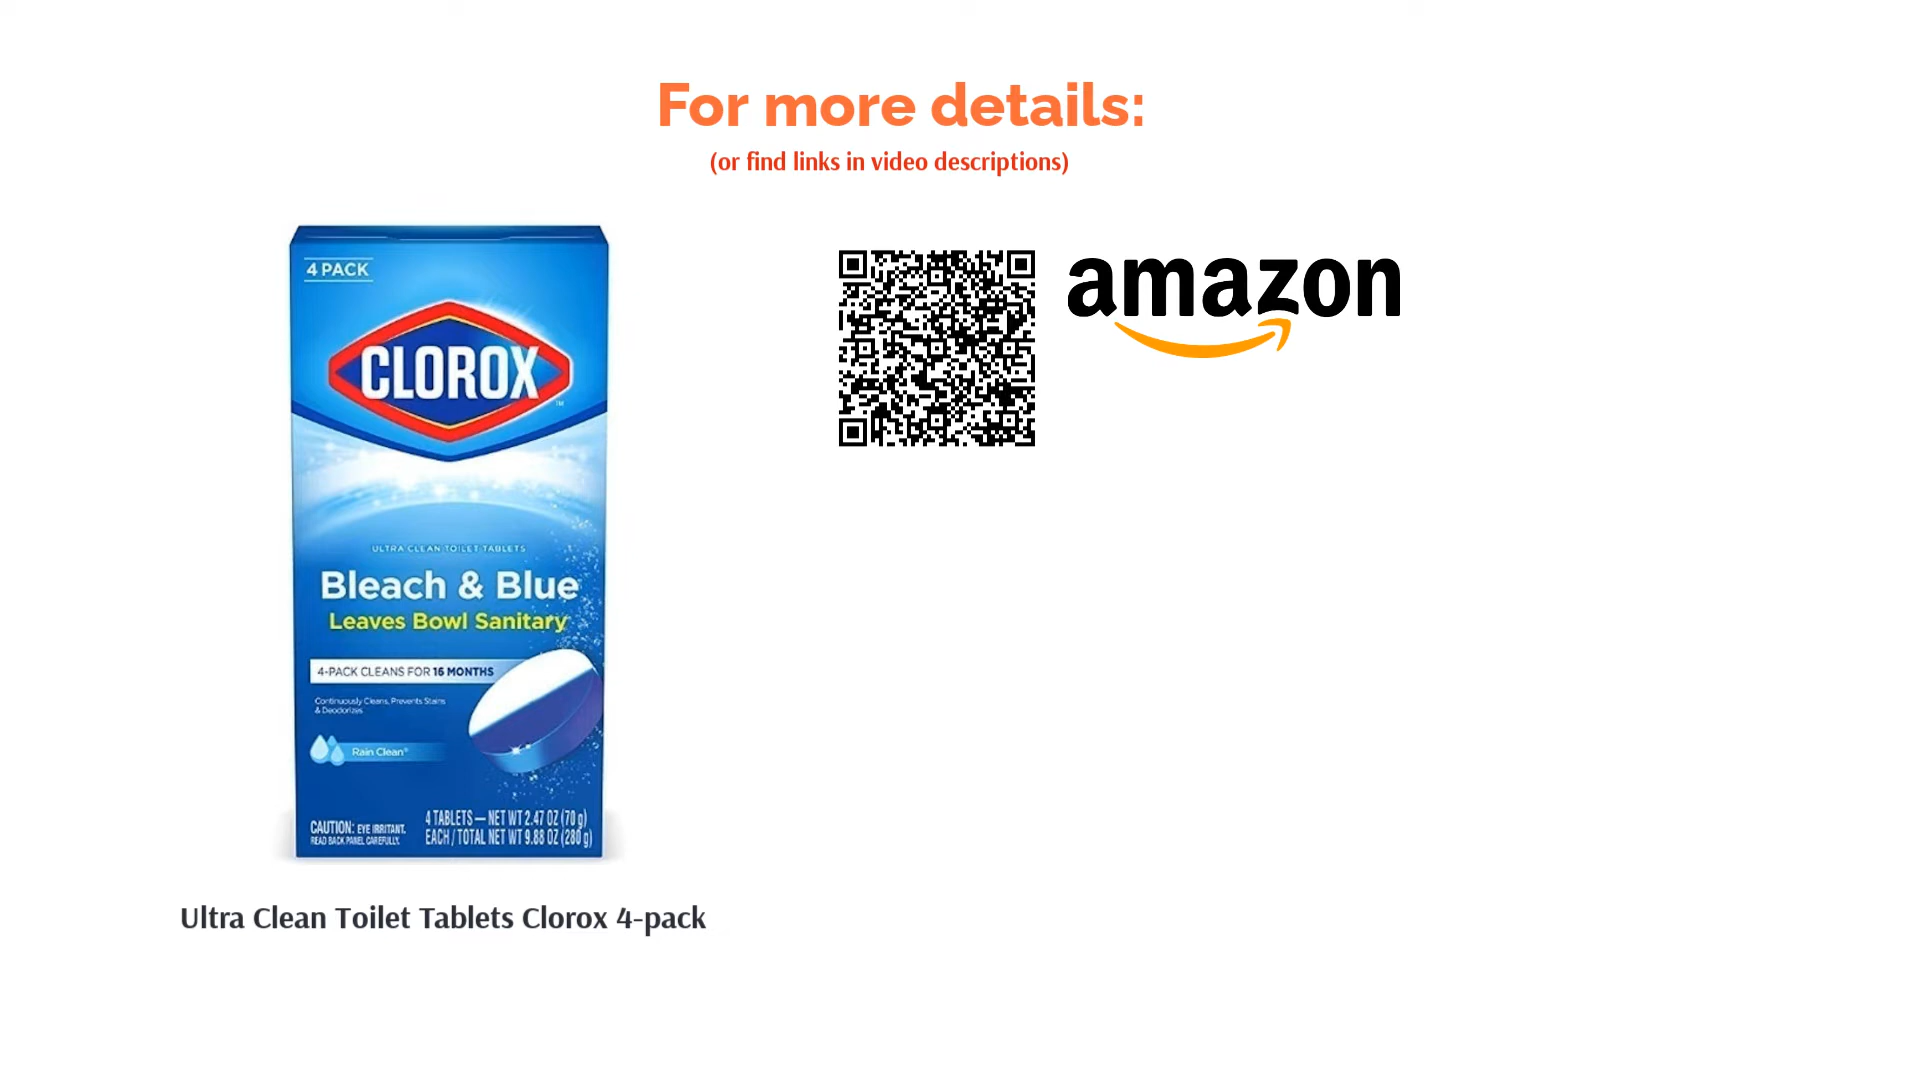 For more details:
(or find links in video descriptions)
4 PACK
CLOROX
™
amazon
ULTRA CLEAN TOILET TABLETS
Bleach & Blue
Leaves Bowl Sanitary
4-PACK CLEANS FOR 16 MONTHS
Continuously Cleans, Prevents Stains
& Deodorizes
Rain Clean®
CAUTION: EYE IRRITANT.
READ BACK PANEL CAREFULLY.
4 TABLETS — NET WT 2.47 OZ (70 g)
EACH / TOTAL NET WT 9.88 OZ (280 g)
Ultra Clean Toilet Tablets Clorox 4-pack